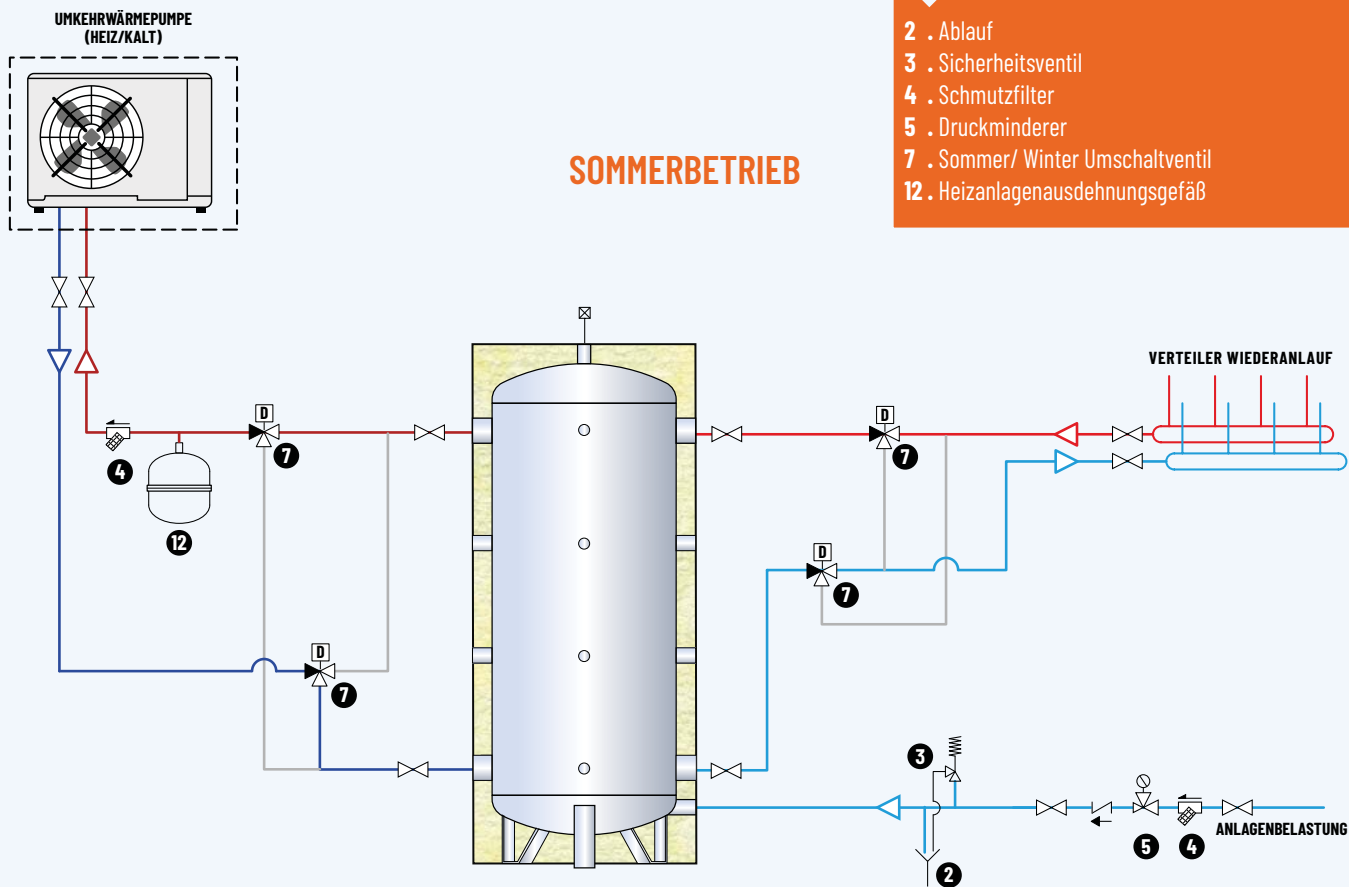 UMKEHRWÄRMEPUMPE
(HEIZ/KALT)
2 . Ablauf
3 . Sicherheitsventil
4 . Schmutzfilter
5 . Druckminderer
7 . Sommer/ Winter Umschaltventil
12 . Heizanlagenausdehnungsgefäß
SOMMERBETRIEB
VERTEILER WIEDERANLAUF
D
7
D
7
4
12
D
7
D
7
3
5
4
ANLAGENBELASTUNG
2